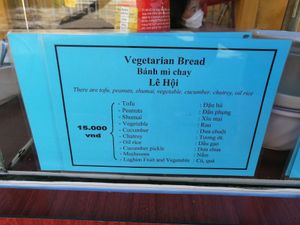 Vegetarian Bread
Bánh mì chay
Lê Hội
There are tofu, peanuts, shumai, vegetable, cucumber, chutney, oil rice
15.000 vnđ
- Tofu : Đậu hũ
- Peanuts : Đậu phụng
- Shumai : Xíu mại
- Vegetable : Rau
- Cucumber : Dưa chuột
- Chutney : Tương ớt
- Oil rice : Dầu gạo
- Cucumber pickle : Dưa chua
- Mushrooms : Nấm
- Fruit and Vegetable : Củ, quả